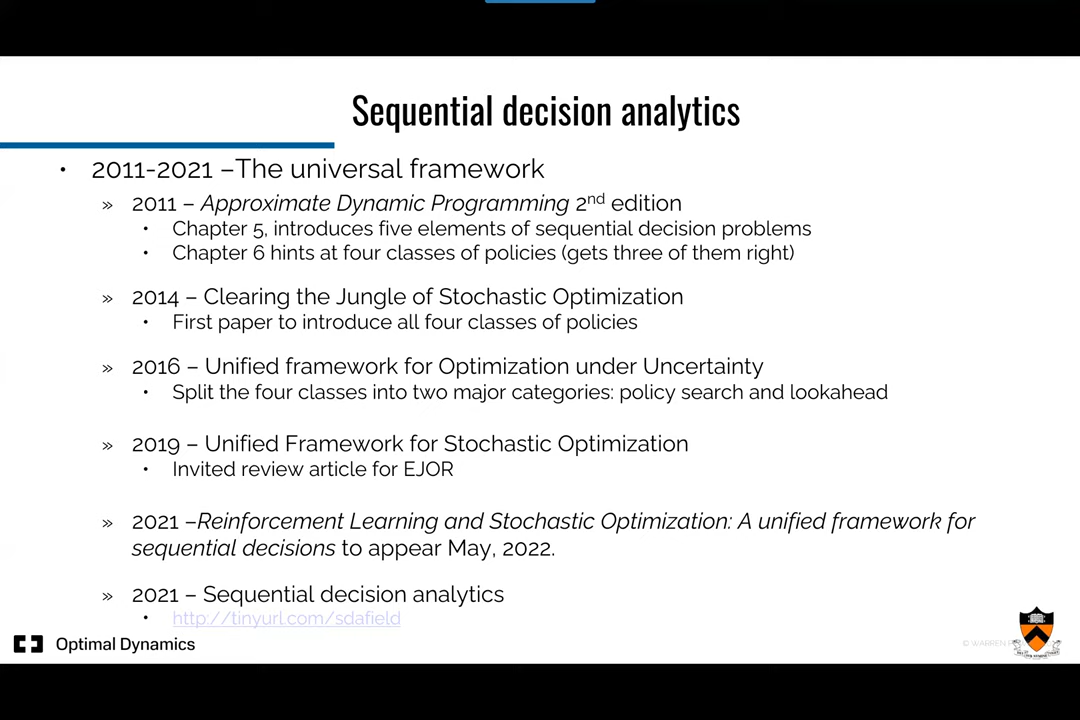 Sequential decision analytics
• 2011-2021 –The universal framework
» 2011 – Approximate Dynamic Programming 2nd edition
• Chapter 5, introduces five elements of sequential decision problems
• Chapter 6 hints at four classes of policies (gets three of them right)
» 2014 – Clearing the Jungle of Stochastic Optimization
• First paper to introduce all four classes of policies
» 2016 – Unified framework for Optimization under Uncertainty
• Split the four classes into two major categories: policy search and lookahead
» 2019 – Unified Framework for Stochastic Optimization
• Invited review article for EJOR
» 2021 –Reinforcement Learning and Stochastic Optimization: A unified framework for
sequential decisions to appear May, 2022.
» 2021 – Sequential decision analytics
• http://tinyurl.com/sdafield
Optimal Dynamics
© WARREN